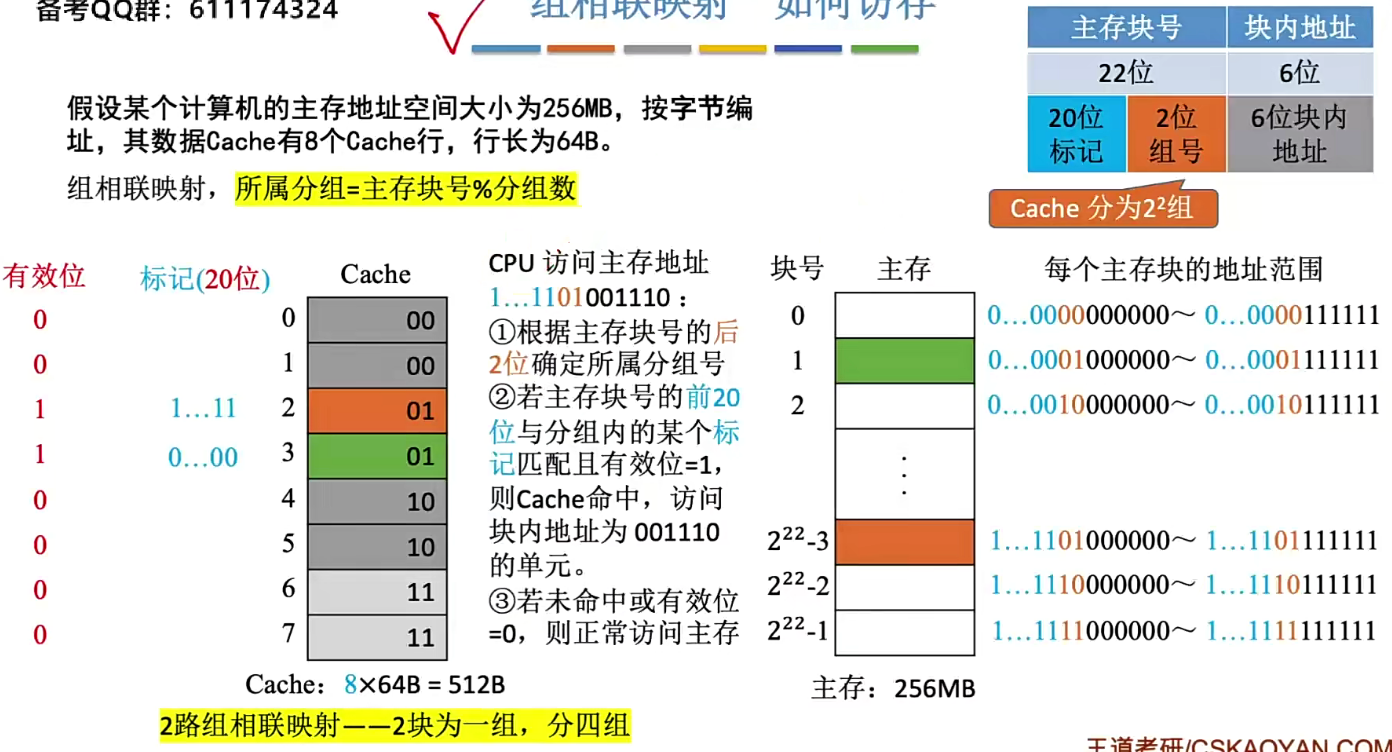 备考QQ群：611174324
组相联映射 如何访存
主存块号 块内地址
22位 6位
20位 2位 6位块内
标记 组号 地址
Cache 分为2²组
假设某个计算机的主存地址空间大小为256MB，按字节编
址，其数据Cache有8个Cache行，行长为64B。
组相联映射，所属分组=主存块号%分组数
有效位 标记(20位) Cache
0 0 00
0 1 00
1 1…11 2 01
1 0…00 3 01
0 4 10
0 5 10
0 6 11
0 7 11
Cache：8×64B = 512B
2路组相联映射——2块为一组，分四组
CPU 访问主存地址
1…1101001110：
①根据主存块号的后
2位确定所属分组号
②若主存块号的前20
位与分组内的某个标
记匹配且有效位=1，
则Cache命中，访问
块内地址为 001110
的单元。
③若未命中或有效位
=0，则正常访问主存
块号 主存 每个主存块的地址范围
0 0…0000000000～ 0…0000111111
1 0…0001000000～ 0…0001111111
2 0…0010000000～ 0…0010111111
⋮
2²²-3 1…1101000000～ 1…1101111111
2²²-2 1…1110000000～ 1…1110111111
2²²-1 1…1111000000～ 1…1111111111
主存：256MB
王道考研/CSKAOYAN.COM